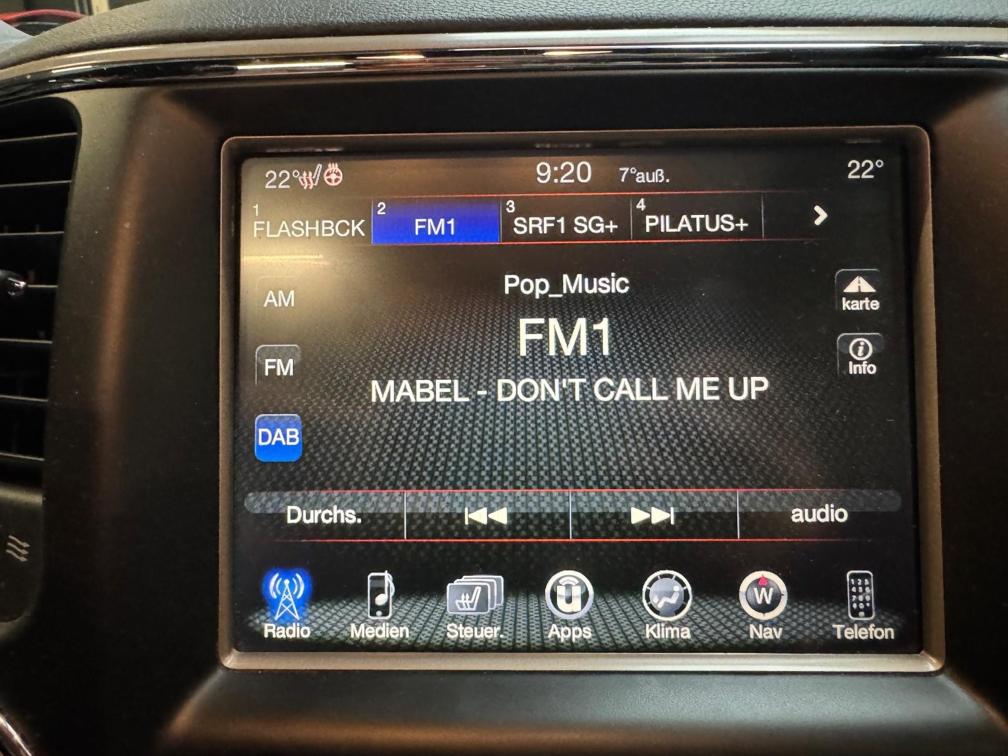 22° 9:20 7°auß. 22°
1 FLASHBCK 2 FM1 3 SRF1 SG+ 4 PILATUS+
Pop_Music
AM
karte
FM1
FM
Info
MABEL - DON'T CALL ME UP
DAB
Durchs. audio
W
Radio Medien Steuer. Apps Klima Nav Telefon